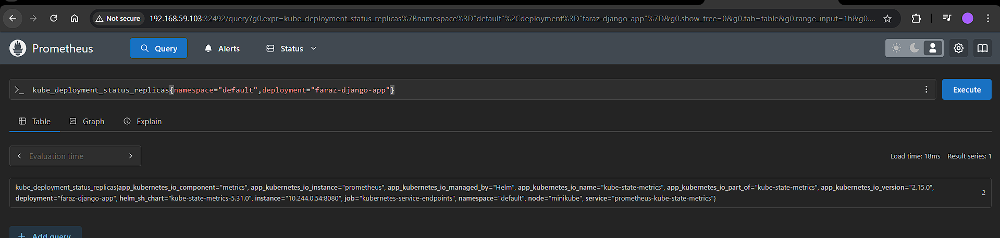 Not secure 192.168.59.103:32492/query?g0.expr=kube_deployment_status_replicas%7Bnamespace%3D"default"%2Cdeployment%3D"faraz-django-app"%7D&g0.show_tree=0&g0.tab=table&g0.range_input=1h&g0....
Prometheus Query Alerts Status
kube_deployment_status_replicas{namespace="default",deployment="faraz-django-app"} Execute
Table Graph Explain
Evaluation time Load time: 18ms Result series: 1
kube_deployment_status_replicas{app_kubernetes_io_component="metrics", app_kubernetes_io_instance="prometheus", app_kubernetes_io_managed_by="Helm", app_kubernetes_io_name="kube-state-metrics", app_kubernetes_io_part_of="kube-state-metrics", app_kubernetes_io_version="2.15.0",
deployment="faraz-django-app", helm_sh_chart="kube-state-metrics-5.31.0", instance="10.244.0.54:8080", job="kubernetes-service-endpoints", namespace="default", node="minikube", service="prometheus-kube-state-metrics"} 2
Add query